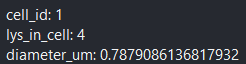 cell_id: 1
lys_in_cell: 4
diameter_um: 0.7879086136817932